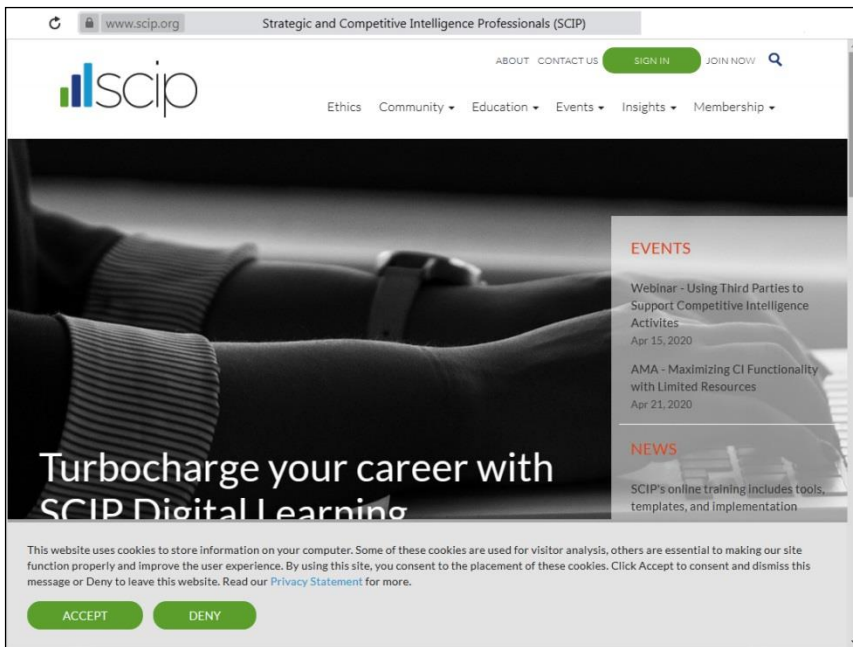 www.scip.org Strategic and Competitive Intelligence Professionals (SCIP)
ABOUT CONTACT US SIGN IN JOIN NOW
scip
Ethics Community Education Events Insights Membership
EVENTS
Webinar - Using Third Parties to
Support Competitive Intelligence
Activites
Apr 15, 2020
AMA - Maximizing CI Functionality
with Limited Resources
Apr 21, 2020
NEWS
SCIP's online training includes tools,
templates, and implementation
Turbocharge your career with
SCIP Digital Learning
This website uses cookies to store information on your computer. Some of these cookies are used for visitor analysis, others are essential to making our site
function properly and improve the user experience. By using this site, you consent to the placement of these cookies. Click Accept to consent and dismiss this
message or Deny to leave this website. Read our Privacy Statement for more.
ACCEPT DENY